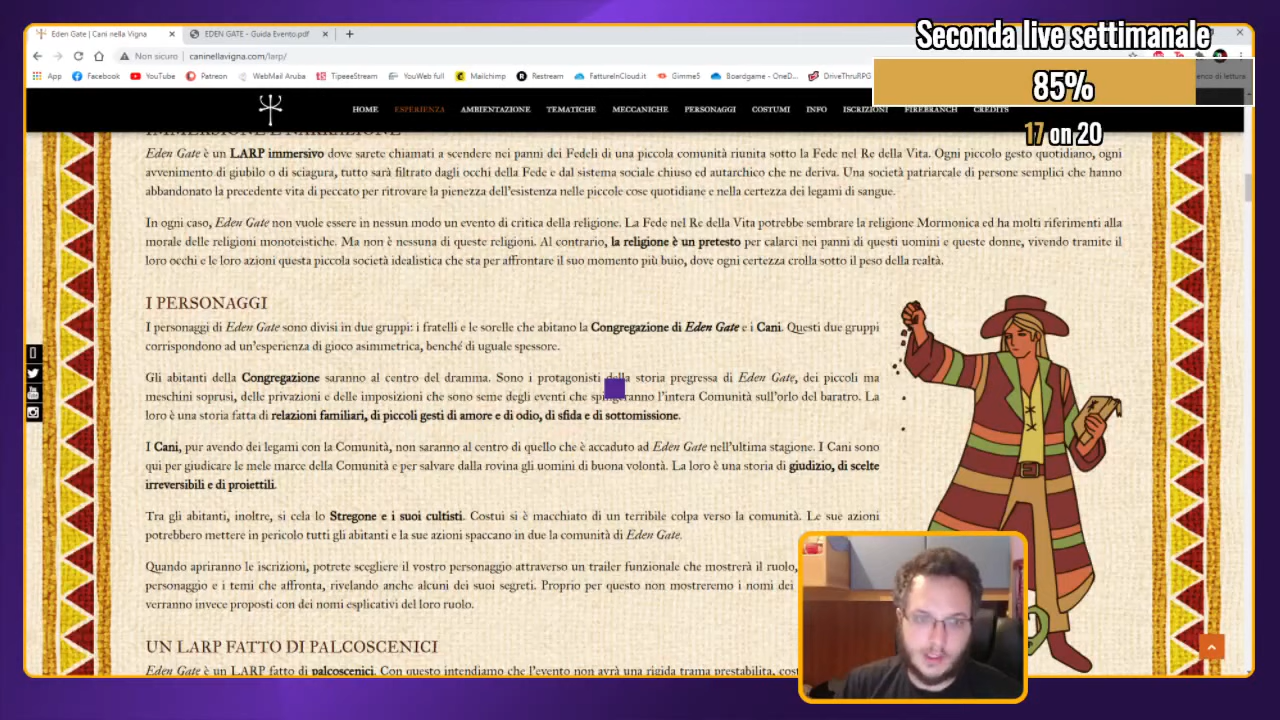 Seconda live settimanale
85%
17 on 20
Eden Gate | Cani nella Vigna
EDEN GATE - Guida Evento.pdf
Non sicuro | caninellavigna.com/larp/
App Facebook YouTube Patreon WebMail Aruba TipeeeStream YouWeb full Mailchimp Restream FattureInCloud.it GimmeS Boardgame - OneD... DriveThruRPG
HOME ESPERIENZA AMBIENTAZIONE TEMATICHE MECCANICHE PERSONAGGI COSTUMI INFO ISCRIZIONI FIREBRANCH CREDITS
IMMERSIONE E NARRAZIONE
Eden Gate è un LARP immersivo dove sarete chiamati a scendere nei panni dei Fedeli di una piccola comunità riunita sotto la Fede nel Re della Vita. Ogni piccolo gesto quotidiano, ogni
avvenimento di giubilo o di sciagura, tutto sarà filtrato dagli occhi della Fede e dal sistema sociale chiuso ed autarchico che ne deriva. Una società patriarcale di persone semplici che hanno
abbandonato la precedente vita di peccato per ritrovare la pienezza dell'esistenza nelle piccole cose quotidiane e nella certezza dei legami di sangue.
In ogni caso, Eden Gate non vuole essere in nessun modo un evento di critica della religione. La Fede nel Re della Vita potrebbe sembrare la religione Mormonica ed ha molti riferimenti alla
morale delle religioni monoteistiche. Ma non è nessuna di queste religioni. Al contrario, la religione è un pretesto per calarci nei panni di questi uomini e queste donne, vivendo tramite il
loro occhi e le loro azioni questa piccola società idealistica che sta per affrontare il suo momento più buio, dove ogni certezza crolla sotto il peso della realtà.
I PERSONAGGI
I personaggi di Eden Gate sono divisi in due gruppi: i fratelli e le sorelle che abitano la Congregazione di Eden Gate e i Cani. Questi due gruppi
corrispondono ad un'esperienza di gioco asimmetrica, benché di uguale spessore.
Gli abitanti della Congregazione saranno al centro del dramma. Sono i protagonisti della storia pregressa di Eden Gate, dei piccoli ma
meschini soprusi, delle privazioni e delle imposizioni che sono seme degli eventi che spingeranno l'intera Comunità sull'orlo del baratro. La
loro è una storia fatta di relazioni familiari, di piccoli gesti di amore e di odio, di sfida e di sottomissione.
I Cani, pur avendo dei legami con la Comunità, non saranno al centro di quello che è accaduto ad Eden Gate nell'ultima stagione. I Cani sono
qui per giudicare le mele marce della Comunità e per salvare dalla rovina gli uomini di buona volontà. La loro è una storia di giudizio, di scelte
irreversibili e di proiettili.
Tra gli abitanti, inoltre, si cela lo Stregone e i suoi cultisti. Costui si è macchiato di un terribile colpa verso la comunità. Le sue azioni
potrebbero mettere in pericolo tutti gli abitanti e la sue azioni spaccano in due la comunità di Eden Gate.
Quando apriranno le iscrizioni, potrete scegliere il vostro personaggio attraverso un trailer funzionale che mostrerà il ruolo,
personaggio e i temi che affronta, rivelando anche alcuni dei suoi segreti. Proprio per questo non mostreremo i nomi dei
verranno invece proposti con dei nomi esplicativi del loro ruolo.
UN LARP FATTO DI PALCOSCENICI
Eden Gate è un LARP fatto di palcoscenici. Con questo intendiamo che l'evento non avrà una rigida trama prestabilita,